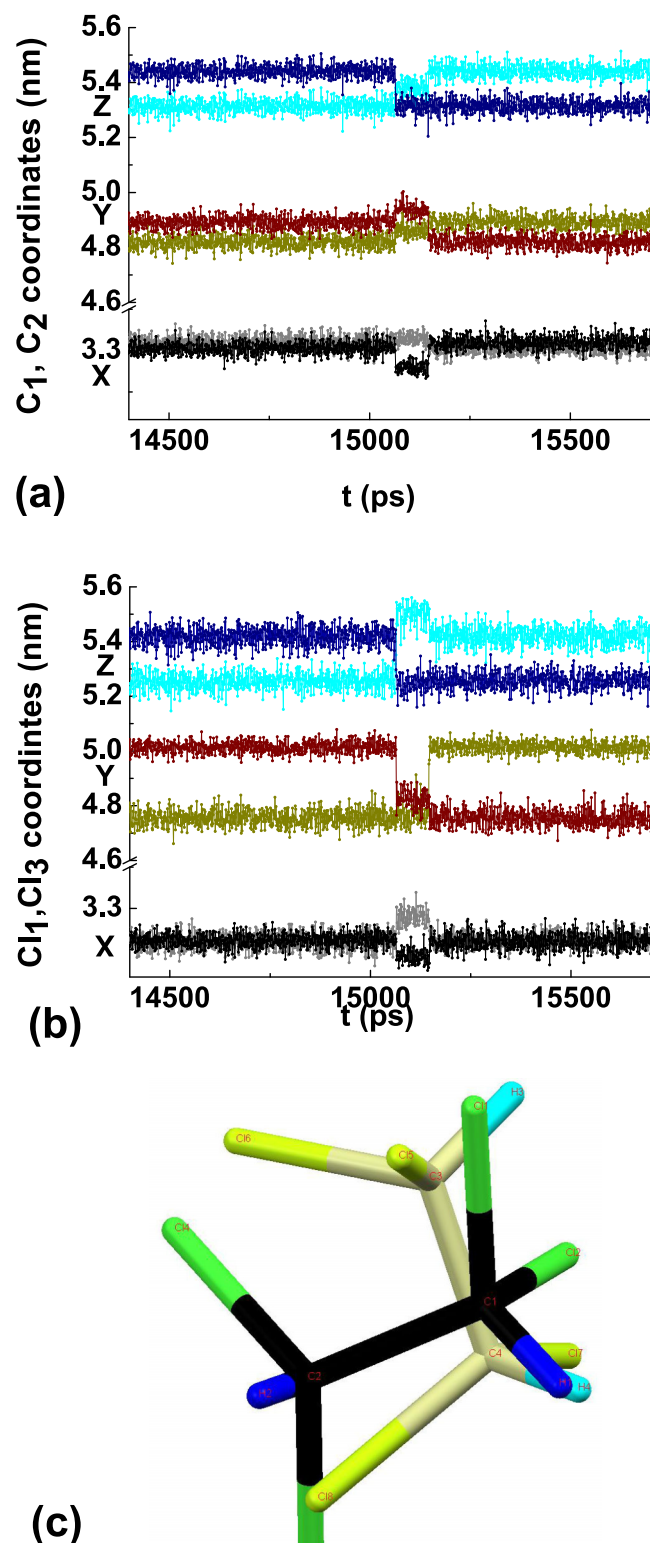 C1, C2 coordinates (nm)
5.6
5.4
Z
5.2
5.0
Y
4.8
4.6
3.3
X
14500 15000 15500
(a) t (ps)
Cl1,Cl3 coordintes (nm)
5.6
5.4
Z
5.2
5.0
Y
4.8
4.6
3.3
X
14500 15000 15500
t (ps)
(b)
H3
Cl1
Cl6
Cl5
C3
Cl4
Cl2
C1
C4
Cl7
C2
H2
H4
Cl8
(c)